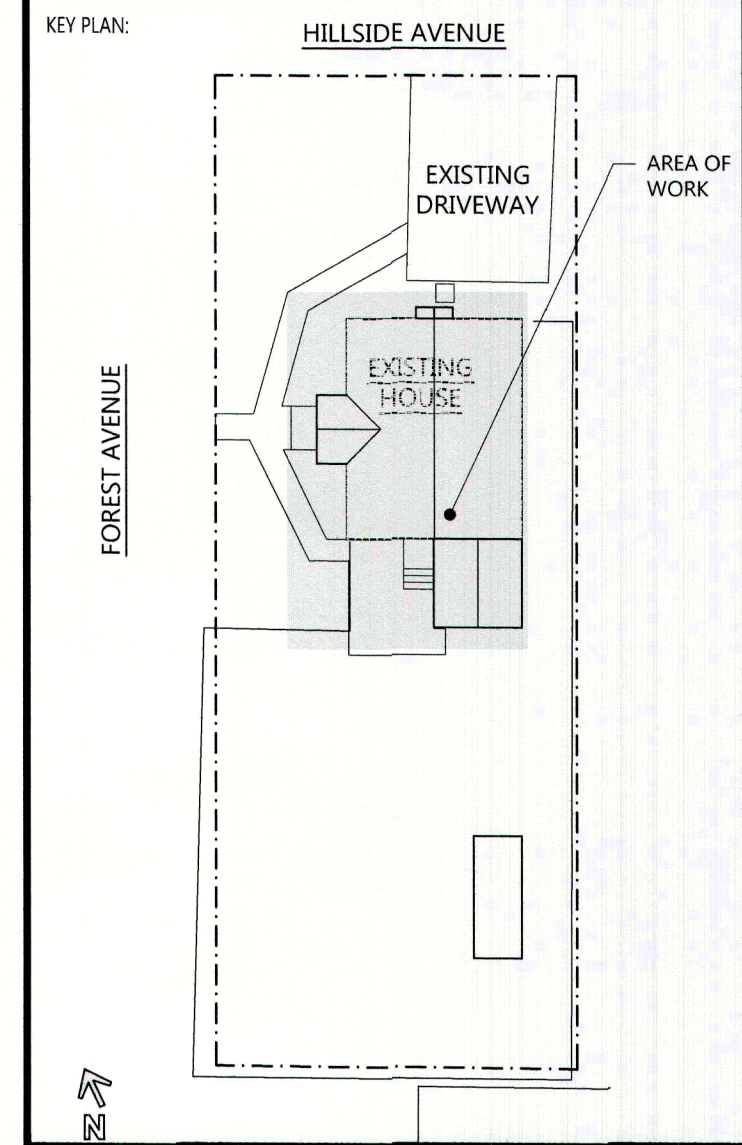 KEY PLAN:
HILLSIDE AVENUE
EXISTING
DRIVEWAY
AREA OF
WORK
EXISTING
HOUSE
FOREST AVENUE
N